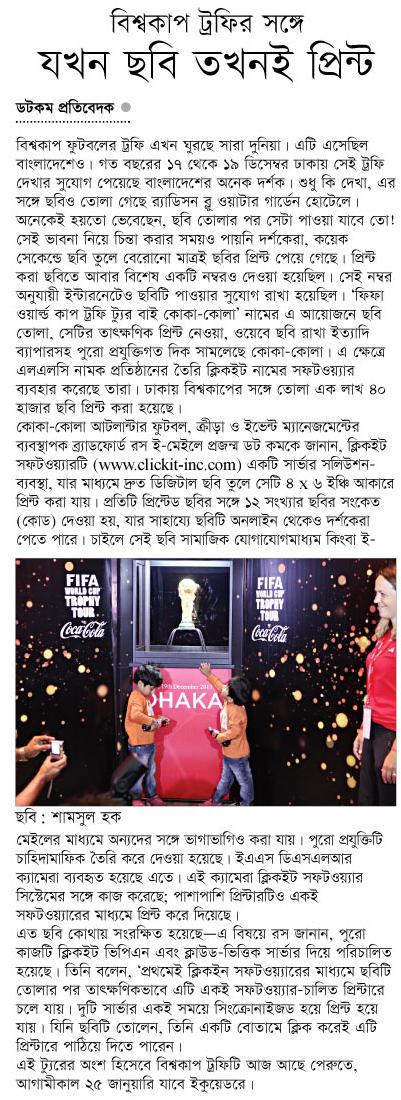 বিশ্বকাপ ট্রফির সঙ্গে
যখন ছবি তখনই প্রিন্ট
ডটকম প্রতিবেদক
বিশ্বকাপ ফুটবলের ট্রফি এখন ঘুরছে সারা দুনিয়া। এটি এসেছিল
বাংলাদেশেও। গত বছরের ১৭ থেকে ১৯ ডিসেম্বর ঢাকায় সেই ট্রফি
দেখার সুযোগ পেয়েছে বাংলাদেশের অনেক দর্শক। শুধু কি দেখা, এর
সঙ্গে ছবিও তোলা গেছে র‍্যাডিসন ব্লু ওয়াটার গার্ডেন হোটেলে।
অনেকেই হয়তো ভেবেছেন, ছবি তোলার পর সেটা পাওয়া যাবে তো!
সেই ভাবনা নিয়ে চিন্তা করার সময়ও পায়নি দর্শকেরা, কয়েক
সেকেন্ডে ছবি তুলে বেরোনো মাত্রই ছবির প্রিন্ট পেয়ে গেছে। প্রিন্ট
করা ছবিতে আবার বিশেষ একটি নম্বরও দেওয়া হয়েছিল। সেই নম্বর
অনুযায়ী ইন্টারনেটেও ছবিটি পাওয়ার সুযোগ রাখা হয়েছিল। ‘ফিফা
ওয়ার্ল্ড কাপ ট্রফি ট্যুর বাই কোকা-কোলা’ নামের এ আয়োজনে ছবি
তোলা, সেটির তাৎক্ষণিক প্রিন্ট নেওয়া, ওয়েবে ছবি রাখা ইত্যাদি
ব্যাপারসহ পুরো প্রযুক্তিগত দিক সামলেছে কোকা-কোলা। এ ক্ষেত্রে
এলএলসি নামক প্রতিষ্ঠানের তৈরি ক্লিকইট নামের সফটওয়্যার
ব্যবহার করেছে তারা। ঢাকায় বিশ্বকাপের সঙ্গে তোলা এক লাখ ৪০
হাজার ছবি প্রিন্ট করা হয়েছে।
কোকা-কোলা আটলান্টার ফুটবল, ক্রীড়া ও ইভেন্ট ম্যানেজমেন্টের
ব্যবস্থাপক ব্র্যাডফোর্ড রস ই-মেইলে প্রজন্ম ডট কমকে জানান, ক্লিকইট
সফটওয়্যারটি (www.clickit-inc.com) একটি সার্ভার সলিউশন-
ব্যবস্থা, যার মাধ্যমে দ্রুত ডিজিটাল ছবি তুলে সেটি ৪ x ৬ ইঞ্চি আকারে
প্রিন্ট করা যায়। প্রতিটি প্রিন্টেড ছবির সঙ্গে ১২ সংখ্যার ছবির সংকেত
(কোড) দেওয়া হয়, যার সাহায্যে ছবিটি অনলাইন থেকেও দর্শকেরা
পেতে পারে। চাইলে সেই ছবি সামাজিক যোগাযোগমাধ্যম কিংবা ই-
FIFA
WORLD CUP
TROPHY
TOUR
Coca-Cola
FIFA
WORLD CUP
TROPHY
TOUR
Coca-Cola
19th December 2013
DHAKA
ছবি : শামসুল হক
মেইলের মাধ্যমে অন্যদের সঙ্গে ভাগাভাগিও করা যায়। পুরো প্রযুক্তিটি
চাহিদামাফিক তৈরি করে দেওয়া হয়েছে। ইএএস ডিএসএলআর
ক্যামেরা ব্যবহৃত হয়েছে এতে। এই ক্যামেরা ক্লিকইট সফটওয়্যার
সিস্টেমের সঙ্গে কাজ করেছে; পাশাপাশি প্রিন্টারটিও একই
সফটওয়্যারের মাধ্যমে প্রিন্ট করে দিয়েছে।
এত ছবি কোথায় সংরক্ষিত হয়েছে—এ বিষয়ে রস জানান, পুরো
কাজটি ক্লিকইট ভিপিএন এবং ক্লাউড-ভিত্তিক সার্ভার দিয়ে পরিচালিত
হয়েছে। তিনি বলেন, ‘প্রথমেই ক্লিকইন সফটওয়্যারের মাধ্যমে ছবিটি
তোলার পর তাৎক্ষণিকভাবে এটি একই সফটওয়্যার-চালিত প্রিন্টারে
চলে যায়। দুটি সার্ভার একই সময়ে সিংক্রোনাইজড হয়ে প্রিন্ট হয়ে
যায়। যিনি ছবিটি তোলেন, তিনি একটি বোতামে ক্লিক করেই এটি
প্রিন্টারে পাঠিয়ে দিতে পারেন।
এই ট্যুরের অংশ হিসেবে বিশ্বকাপ ট্রফিটি আজ আছে পেরুতে,
আগামীকাল ২৫ জানুয়ারি যাবে ইকুয়েডরে।